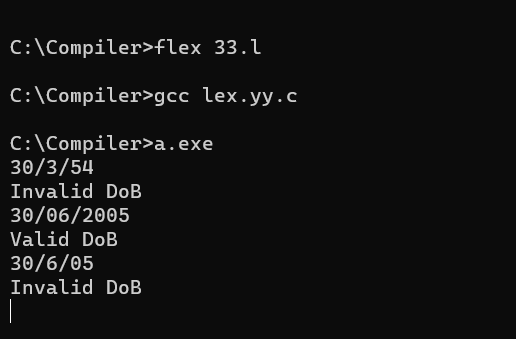 C:\Compiler>flex 33.l
C:\Compiler>gcc lex.yy.c
C:\Compiler>a.exe
30/3/54
Invalid DoB
30/06/2005
Valid DoB
30/6/05
Invalid DoB